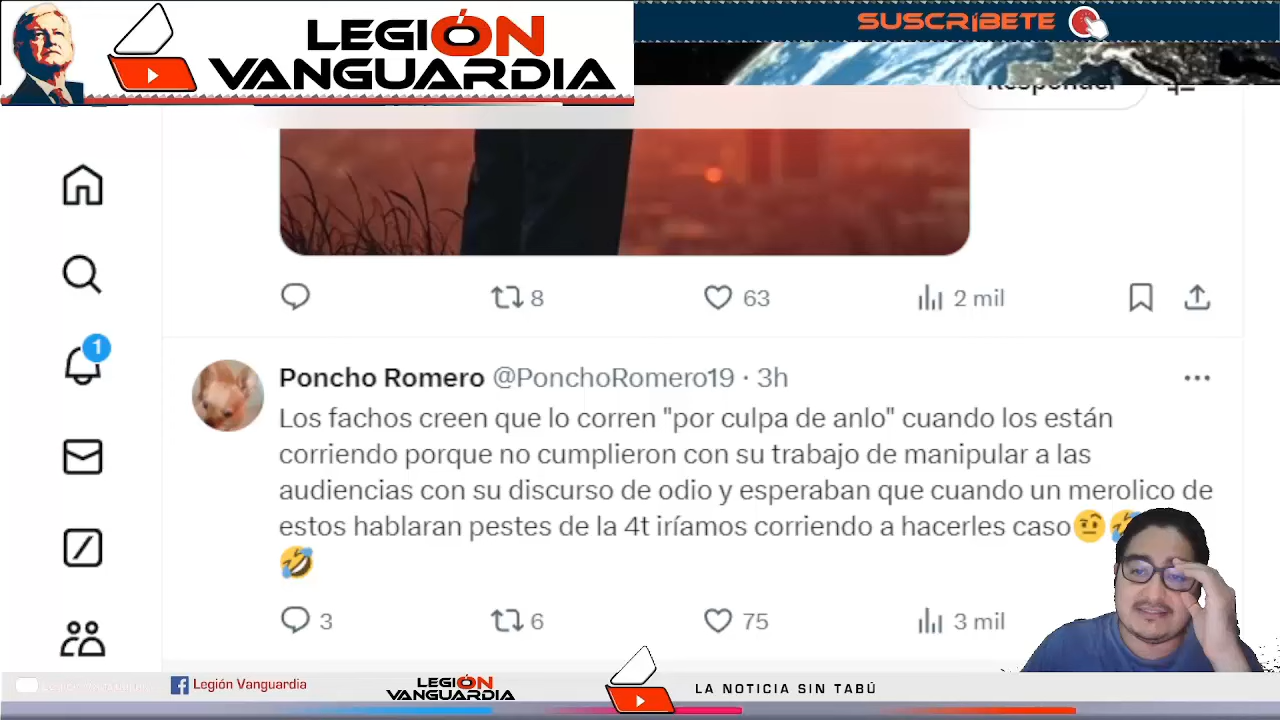 LEGIÓN
VANGUARDIA
SUSCRÍBETE
Responder
8
63
2 mil
1
Poncho Romero @PonchoRomero19 · 3h
Los fachos creen que lo corren "por culpa de anlo" cuando los están
corriendo porque no cumplieron con su trabajo de manipular a las
audiencias con su discurso de odio y esperaban que cuando un merolico de
estos hablaran pestes de la 4t iríamos corriendo a hacerles caso🤨🤣
🤣
3
6
75
3 mil
Legión Vanguardia
LEGIÓN
VANGUARDIA
LA NOTICIA SIN TABÚ